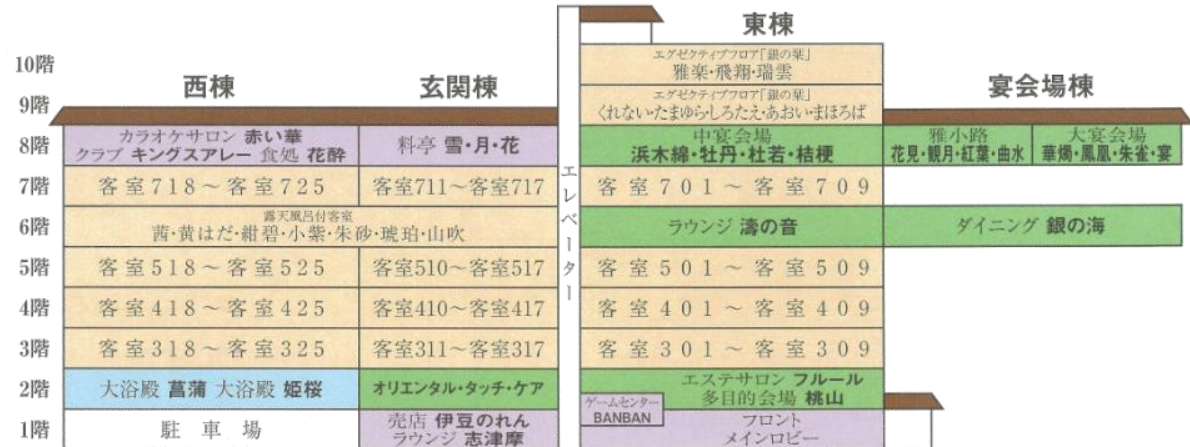 東棟
10階
エグゼクティブフロア「銀の栞」
雅楽・飛翔・瑞雲
西棟
玄関棟
宴会場棟
9階
エグゼクティブフロア「銀の栞」
くれない・たまゆら・しろたえ・あおい・まほろば
8階
カラオケサロン 赤い華
クラブ キングスアレー 食処 花酔
料亭 雪・月・花
中宴会場
浜木綿・牡丹・杜若・桔梗
雅小路
花見・観月・紅葉・曲水
大宴会場
華燭・鳳凰・朱雀・宴
エレベーター
7階
客室718～客室725
客室711～客室717
客室701～客室709
6階
露天風呂付客室
茜・黄はだ・紺碧・小紫・朱砂・琥珀・山吹
ラウンジ 濤の音
ダイニング 銀の海
5階
客室518～客室525
客室510～客室517
客室501～客室509
4階
客室418～客室425
客室410～客室417
客室401～客室409
3階
客室318～客室325
客室311～客室317
客室301～客室309
2階
大浴殿 菖蒲 大浴殿 姫桜
オリエンタル・タッチ・ケア
エステサロン フルール
多目的会場 桃山
ゲームセンター
BANBAN
1階
駐車場
売店 伊豆のれん
ラウンジ 志津摩
フロント
メインロビー